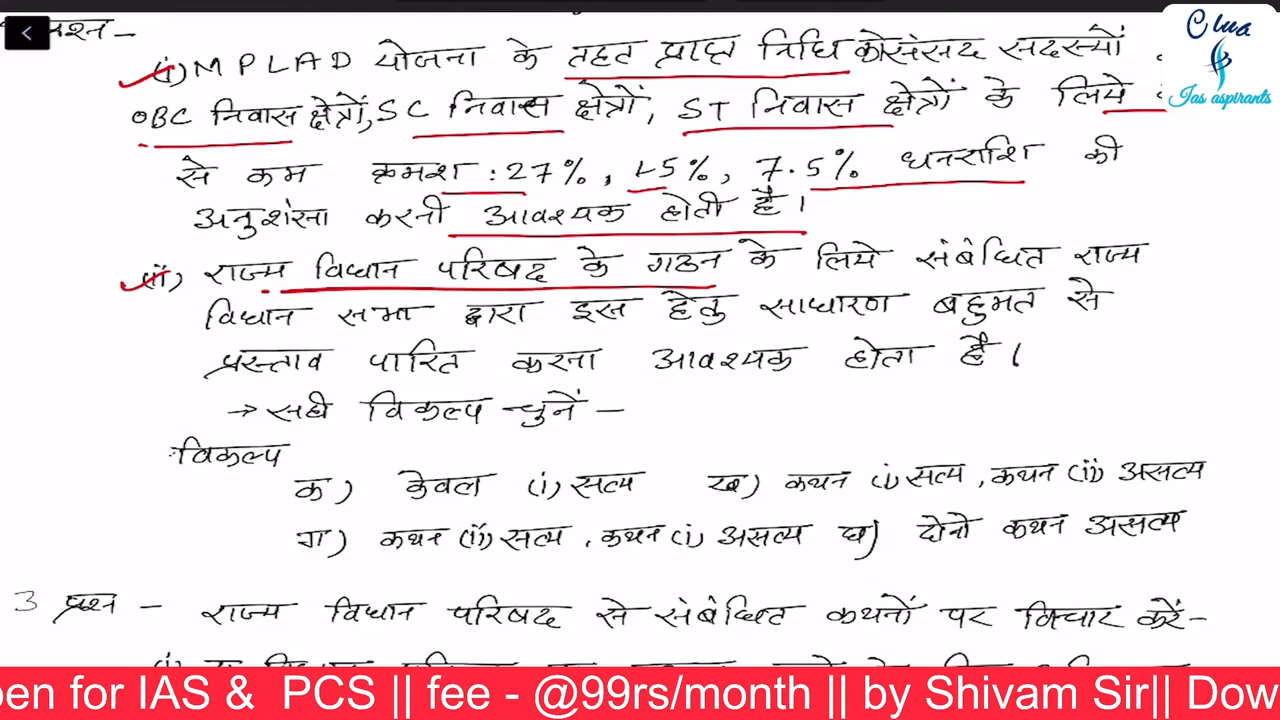 प्रश्न -
Clua
Ias aspirants
(i) MPLAD योजना के तहत प्राप्त निधि को संसद सदस्यों
OBC निवास क्षेत्रों, SC निवास क्षेत्रों, ST निवास क्षेत्रों के लिये
से कम क्रमश : 27%, 15%, 7.5% धनराशि की
अनुशंसा करनी आवश्यक होती है।
(ii) राज्य विधान परिषद के गठन के लिये संबंधित राज्य
विधान सभा द्वारा इस हेतु साधारण बहुमत से
प्रस्ताव पारित करना आवश्यक होता है।
→ सही विकल्प चुनें -
विकल्प
क) केवल (i) सत्य ख) कथन (i) सत्य, कथन (ii) असत्य
ग) कथन (ii) सत्य, कथन (i) असत्य घ) दोनो कथन असत्य
3 प्रश्न - राज्य विधान परिषद से संबंधित कथनों पर विचार करें-
pen for IAS & PCS || fee - @99rs/month || by Shivam Sir|| Dow